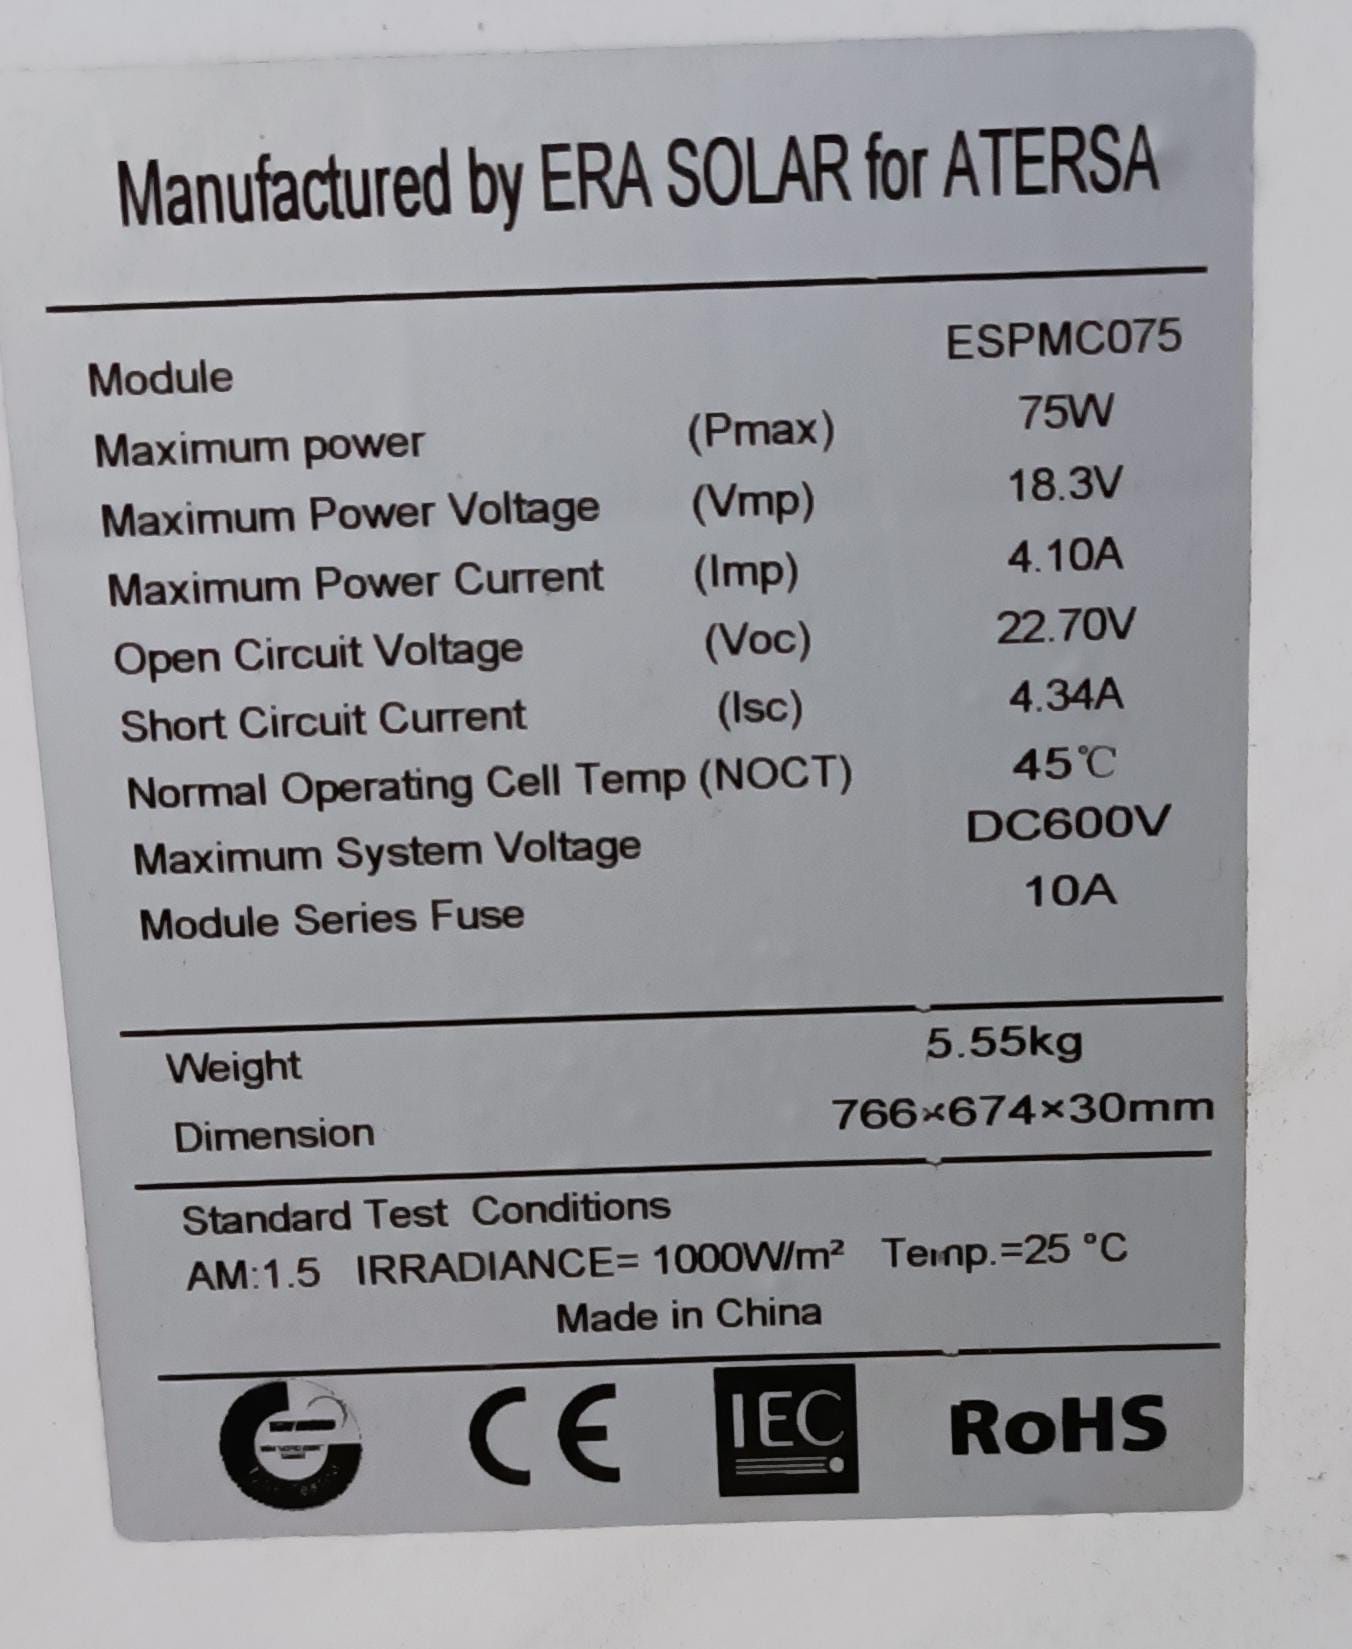 Manufactured by ERA SOLAR for ATERSA
Module ESPMC075
Maximum power (Pmax) 75W
Maximum Power Voltage (Vmp) 18.3V
Maximum Power Current (Imp) 4.10A
Open Circuit Voltage (Voc) 22.70V
Short Circuit Current (Isc) 4.34A
Normal Operating Cell Temp (NOCT) 45℃
Maximum System Voltage DC600V
Module Series Fuse 10A
Weight 5.55kg
Dimension 766×674×30mm
Standard Test Conditions
AM:1.5 IRRADIANCE= 1000W/m² Temp.=25 °C
Made in China
CE IEC RoHS